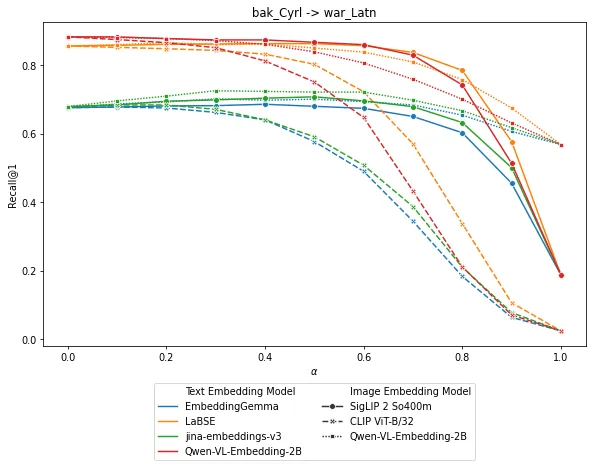 bak_Cyrl -> war_Latn
Recall@1
0.8
0.6
0.4
0.2
0.0
0.0 0.2 0.4 0.6 0.8 1.0
α
Text Embedding Model
EmbeddingGemma
LaBSE
jina-embeddings-v3
Qwen-VL-Embedding-2B
Image Embedding Model
SigLIP 2 So400m
CLIP ViT-B/32
Qwen-VL-Embedding-2B